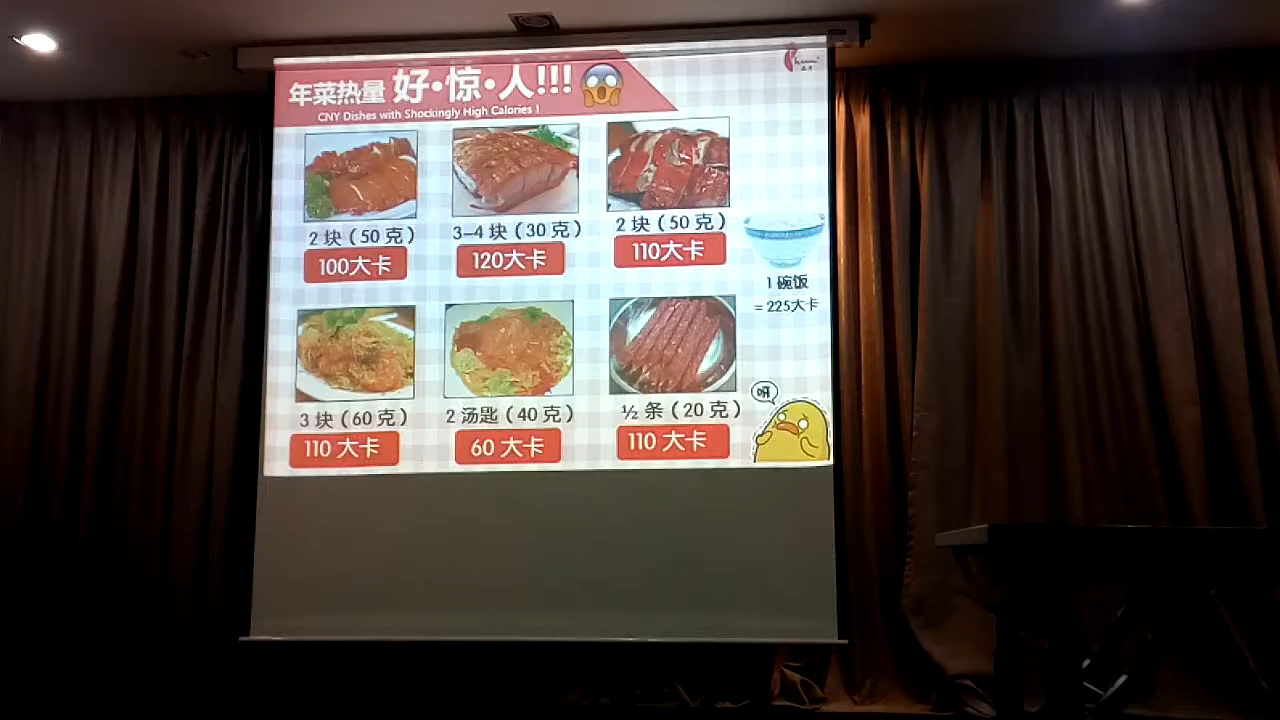 年菜热量 好·惊·人!!!
CNY Dishes with Shockingly High Calories !
2 块 ( 50 克 )
100大卡
3–4 块 ( 30 克 )
120大卡
2 块 ( 50 克 )
110大卡
1 碗饭
= 225大卡
3 块 ( 60 克 )
110 大卡
2 汤匙 ( 40 克 )
60 大卡
½ 条 ( 20 克 )
110 大卡
呀